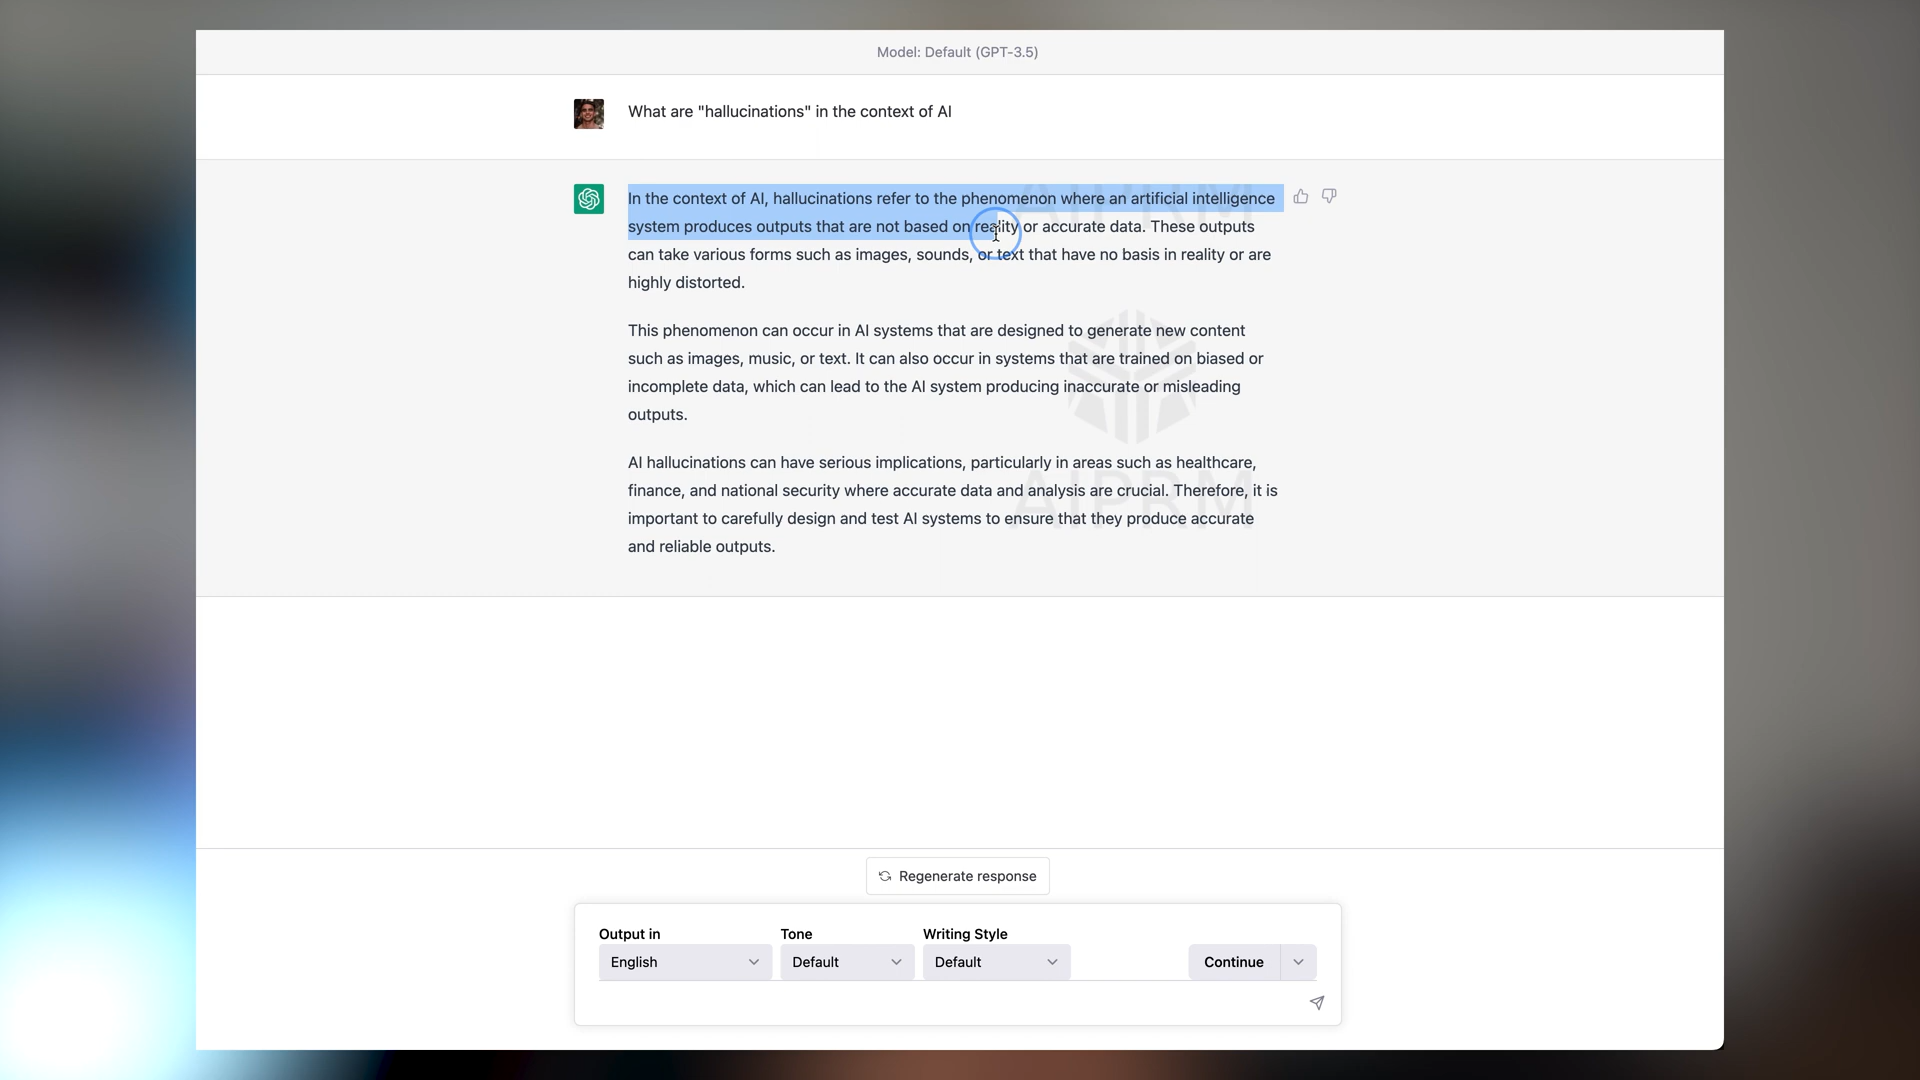 Model: Default (GPT-3.5)
What are "hallucinations" in the context of AI
In the context of AI, hallucinations refer to the phenomenon where an artificial intelligence
system produces outputs that are not based on reality or accurate data. These outputs
can take various forms such as images, sounds, or text that have no basis in reality or are
highly distorted.
This phenomenon can occur in AI systems that are designed to generate new content
such as images, music, or text. It can also occur in systems that are trained on biased or
incomplete data, which can lead to the AI system producing inaccurate or misleading
outputs.
AI hallucinations can have serious implications, particularly in areas such as healthcare,
finance, and national security where accurate data and analysis are crucial. Therefore, it is
important to carefully design and test AI systems to ensure that they produce accurate
and reliable outputs.
AIPRM
AIPRM
Regenerate response
Output in
Tone
Writing Style
English
Default
Default
Continue